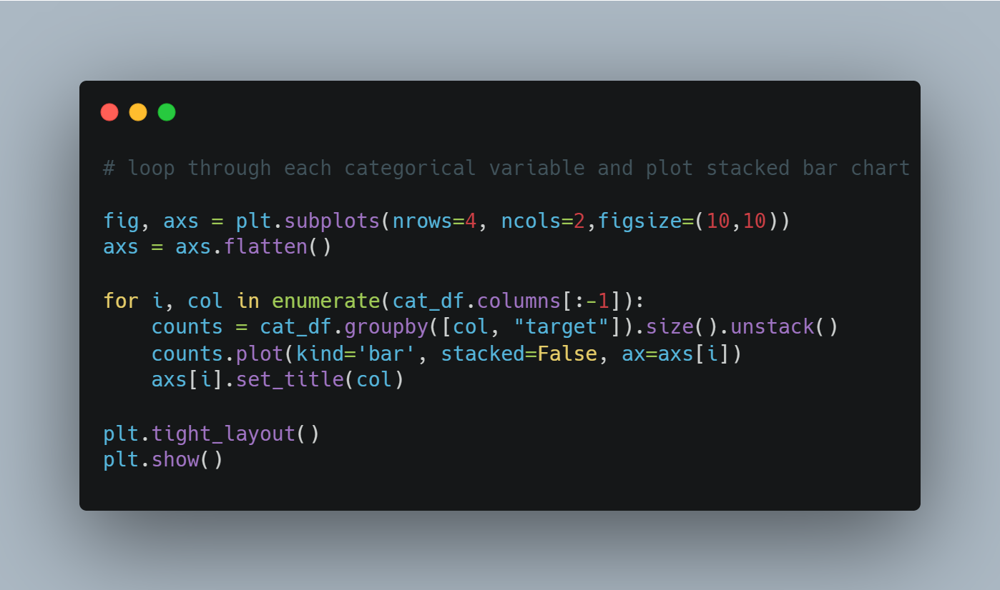 # loop through each categorical variable and plot stacked bar chart
fig, axs = plt.subplots(nrows=4, ncols=2,figsize=(10,10))
axs = axs.flatten()
for i, col in enumerate(cat_df.columns[:-1]):
    counts = cat_df.groupby([col, "target"]).size().unstack()
    counts.plot(kind='bar', stacked=False, ax=axs[i])
    axs[i].set_title(col)
plt.tight_layout()
plt.show()